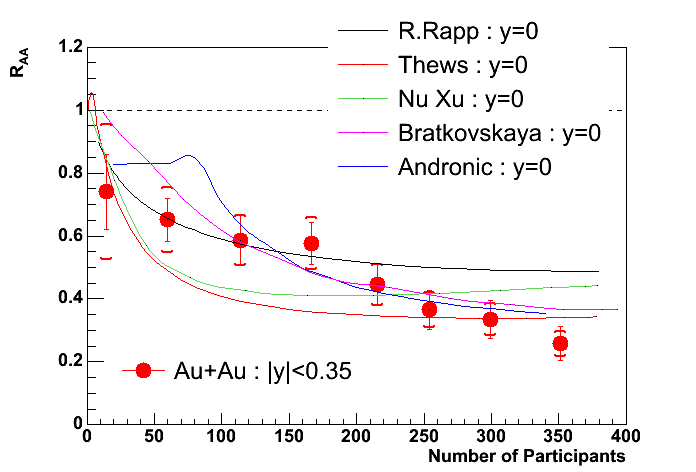 R.Rapp : y=0
Thews : y=0
Nu Xu : y=0
Bratkovskaya : y=0
Andronic : y=0
R_AA
1.2
1
0.8
0.6
0.4
0.2
0
Au+Au : |y|<0.35
0 50 100 150 200 250 300 350 400
Number of Participants